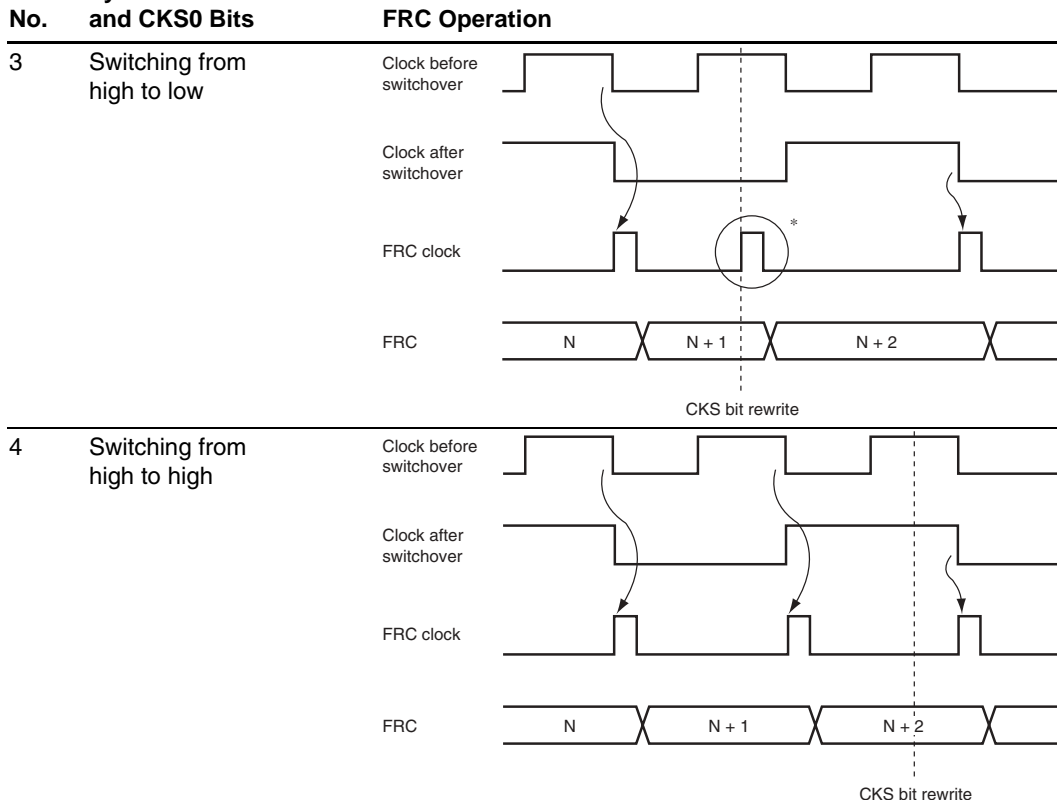 No. and CKS0 Bits FRC Operation
3 Switching from
high to low
Clock before
switchover
Clock after
switchover
FRC clock
*
FRC N N + 1 N + 2
CKS bit rewrite
4 Switching from
high to high
Clock before
switchover
Clock after
switchover
FRC clock
FRC N N + 1 N + 2
CKS bit rewrite